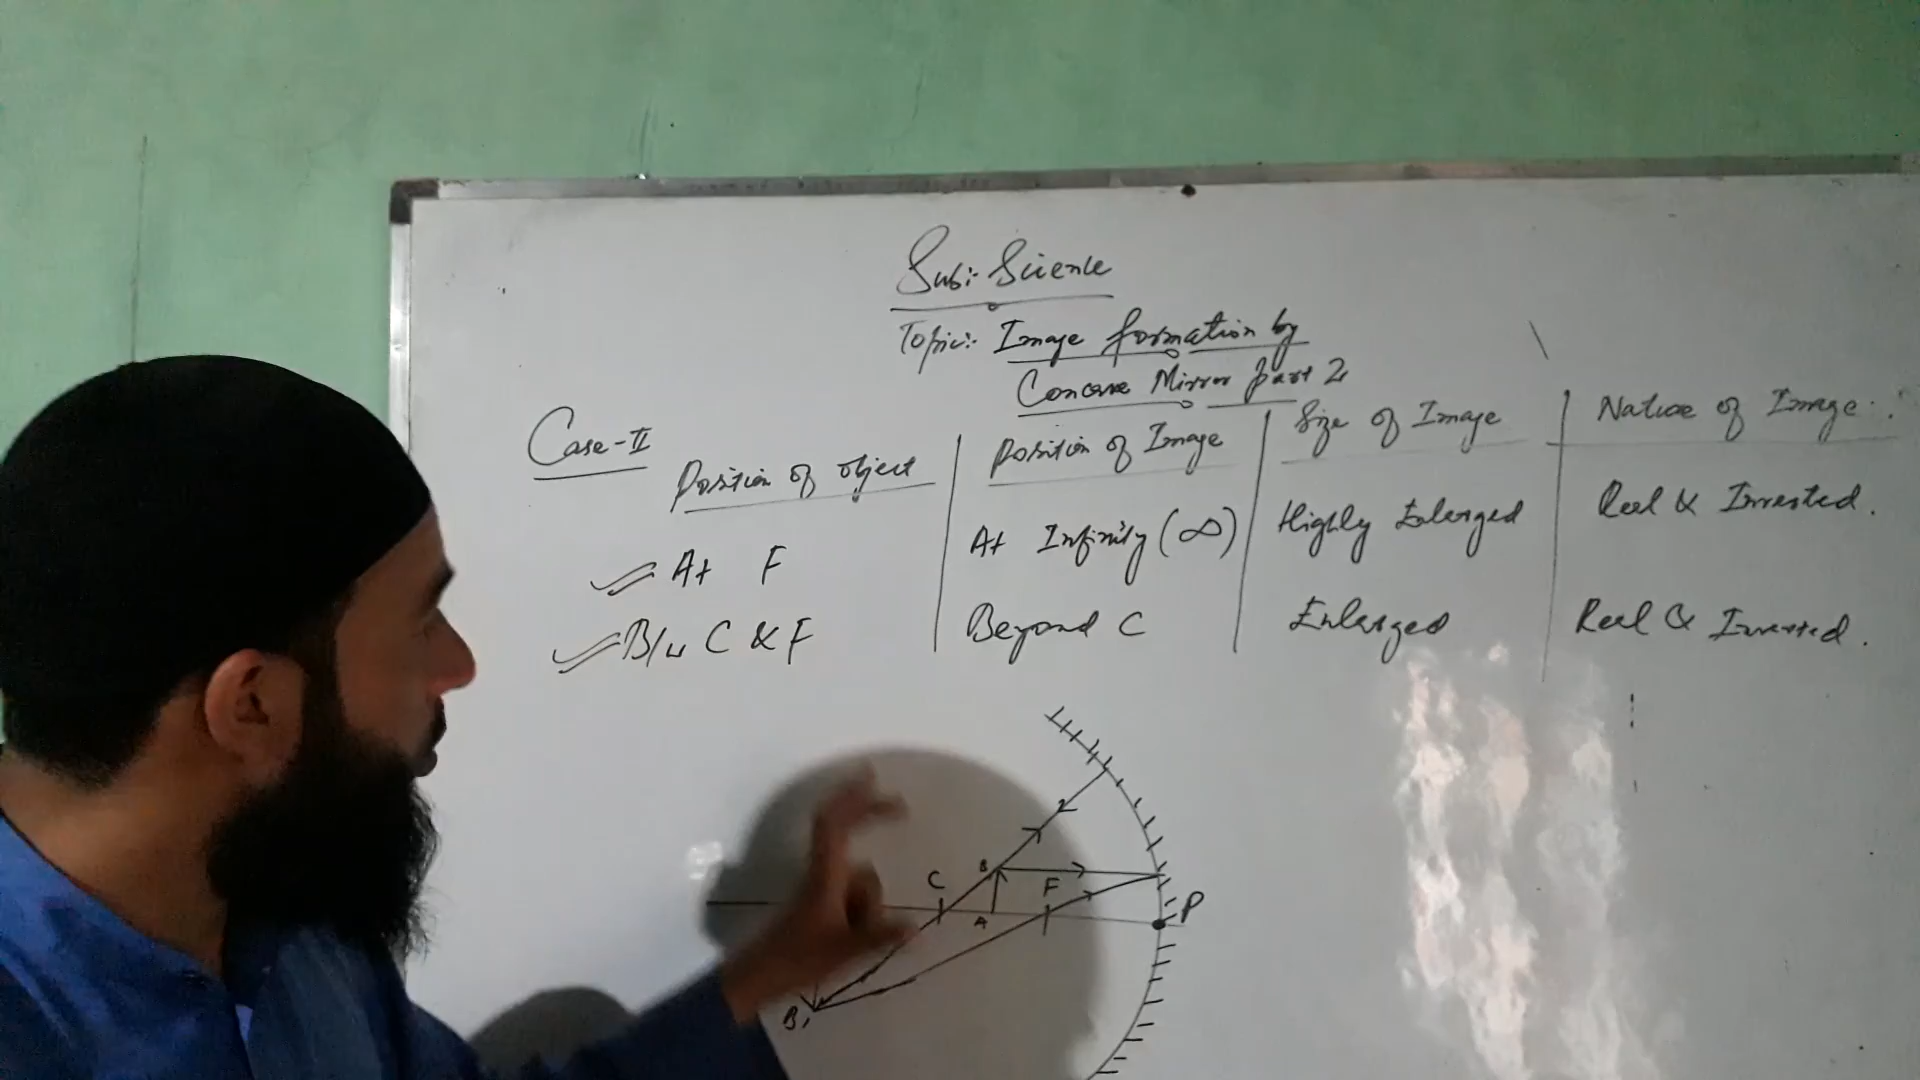 Sub:- Science
Topic:- Image formation by
Concave Mirror part 2
Case-II
Position of object
Position of Image
Size of Image
Nature of Image
At F
At Infinity (∞)
Highly Enlarged
Real & Inverted.
B/w C & F
Beyond C
Enlarged
Real & Inverted.
C
B
F
A
P
B,